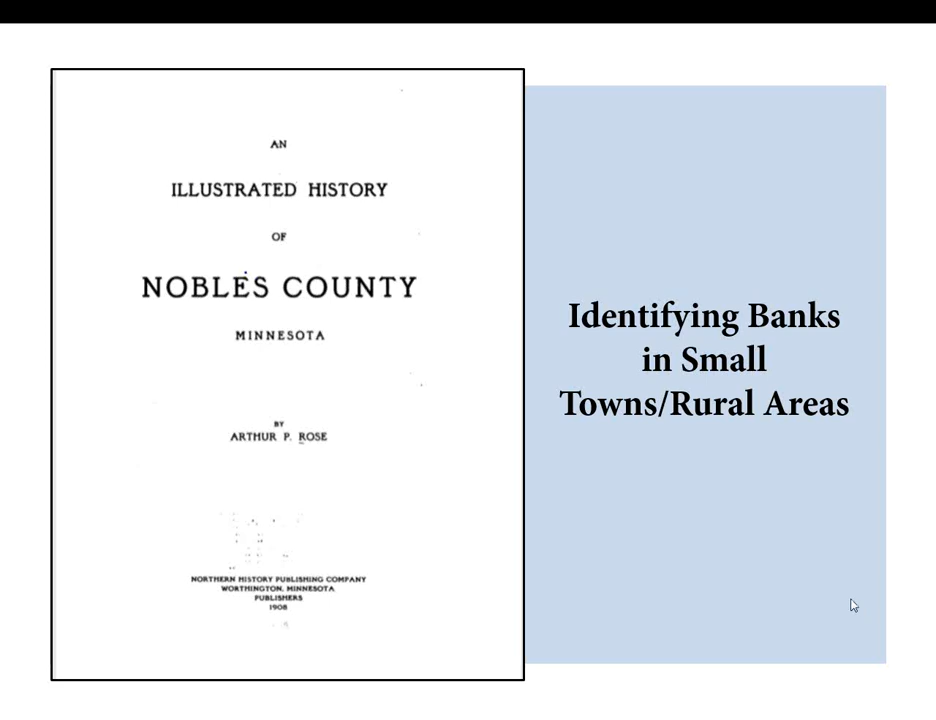 AN
ILLUSTRATED HISTORY
OF
NOBLES COUNTY
MINNESOTA
BY
ARTHUR P. ROSE
NORTHERN HISTORY PUBLISHING COMPANY
WORTHINGTON, MINNESOTA
PUBLISHERS
1908
Identifying Banks
in Small
Towns/Rural Areas